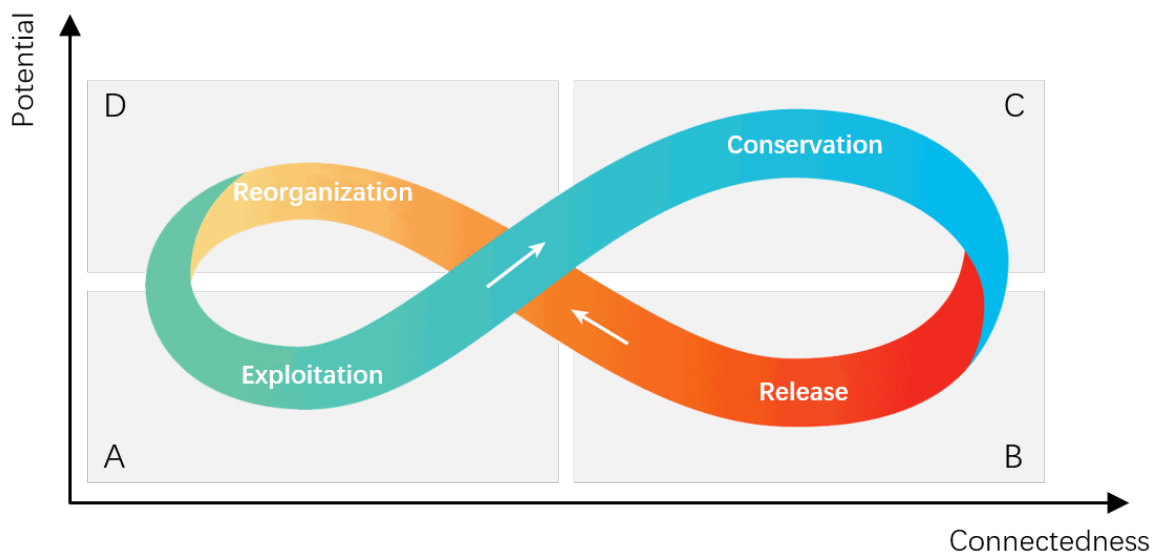 Potential
D
C
Conservation
Reorganization
Exploitation
Release
A
B
Connectedness